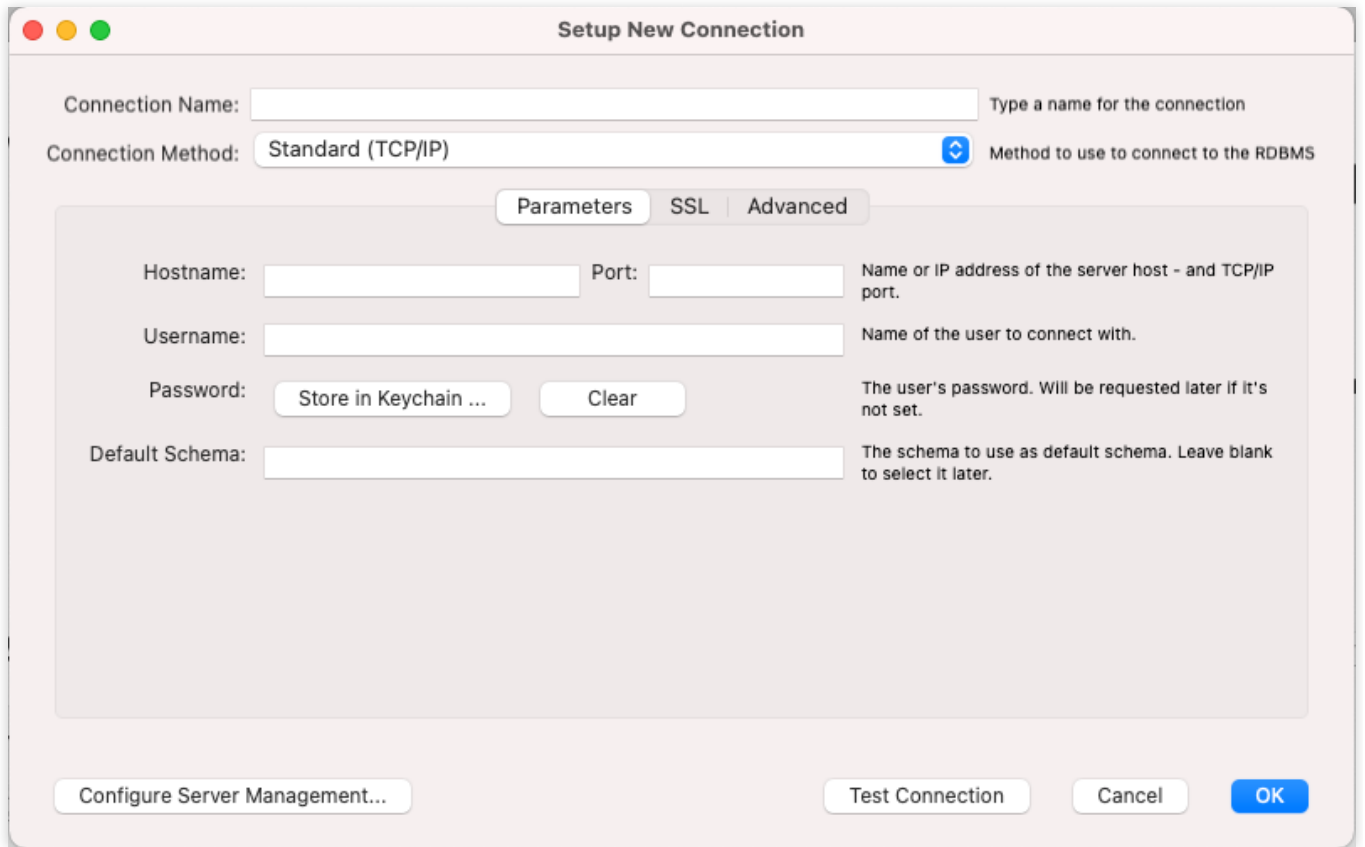 Setup New Connection
Connection Name:
Type a name for the connection
Connection Method:
Standard (TCP/IP)
Method to use to connect to the RDBMS
Parameters
SSL
Advanced
Hostname:
Port:
Name or IP address of the server host - and TCP/IP
port.
Username:
Name of the user to connect with.
Password:
Store in Keychain ...
Clear
The user's password. Will be requested later if it's
not set.
Default Schema:
The schema to use as default schema. Leave blank
to select it later.
Configure Server Management...
Test Connection
Cancel
OK